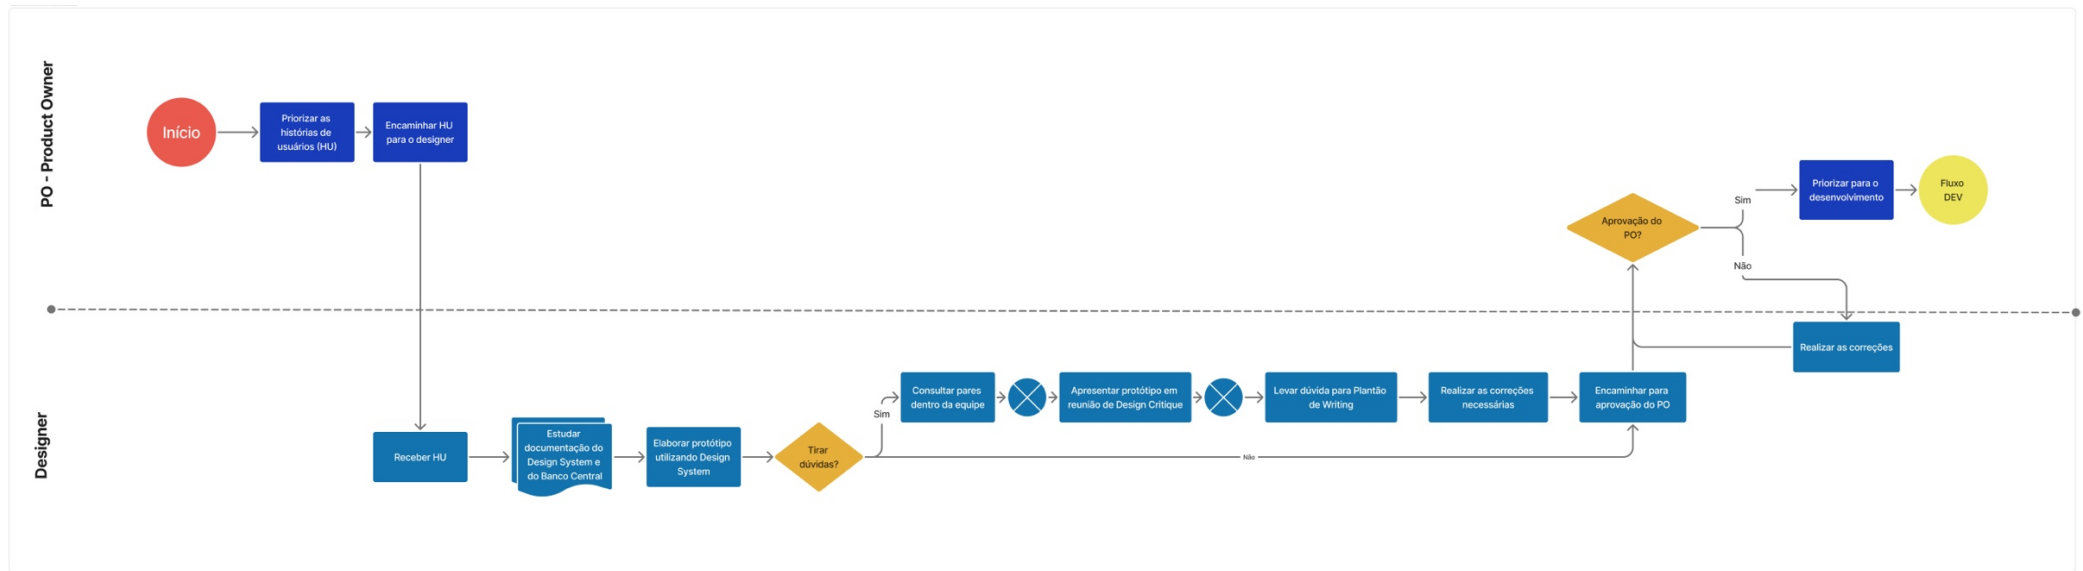 PO - Product Owner
Início
Priorizar as
histórias de
usuários (HU)
Encaminhar HU
para o designer
Aprovação do
PO?
Sim
Não
Priorizar para o
desenvolvimento
Fluxo
DEV
Designer
Receber HU
Estudar
documentação do
Design System e
do Banco Central
Elaborar protótipo
utilizando Design
System
Tirar
dúvidas?
Sim
Não
Consultar pares
dentro da equipe
Apresentar protótipo em
reunião de Design Critique
Levar dúvida para Plantão
de Writing
Realizar as correções
necessárias
Encaminhar para
aprovação do PO
Realizar as correções